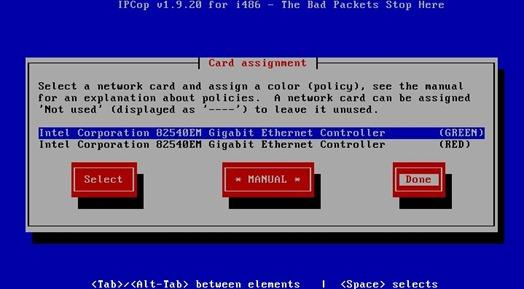 IPCop v1.9.20 for i486 - The Bad Packets Stop Here
Card assignment
Select a network card and assign a color (policy), see the manual
for an explanation about policies. A network card can be assigned
'Not used' (displayed as '----') to leave it unused.
Intel Corporation 82540EM Gigabit Ethernet Controller (GREEN)
Intel Corporation 82540EM Gigabit Ethernet Controller (RED)
Select * MANUAL * Done
<Tab>/<Alt-Tab> between elements | <Space> selects